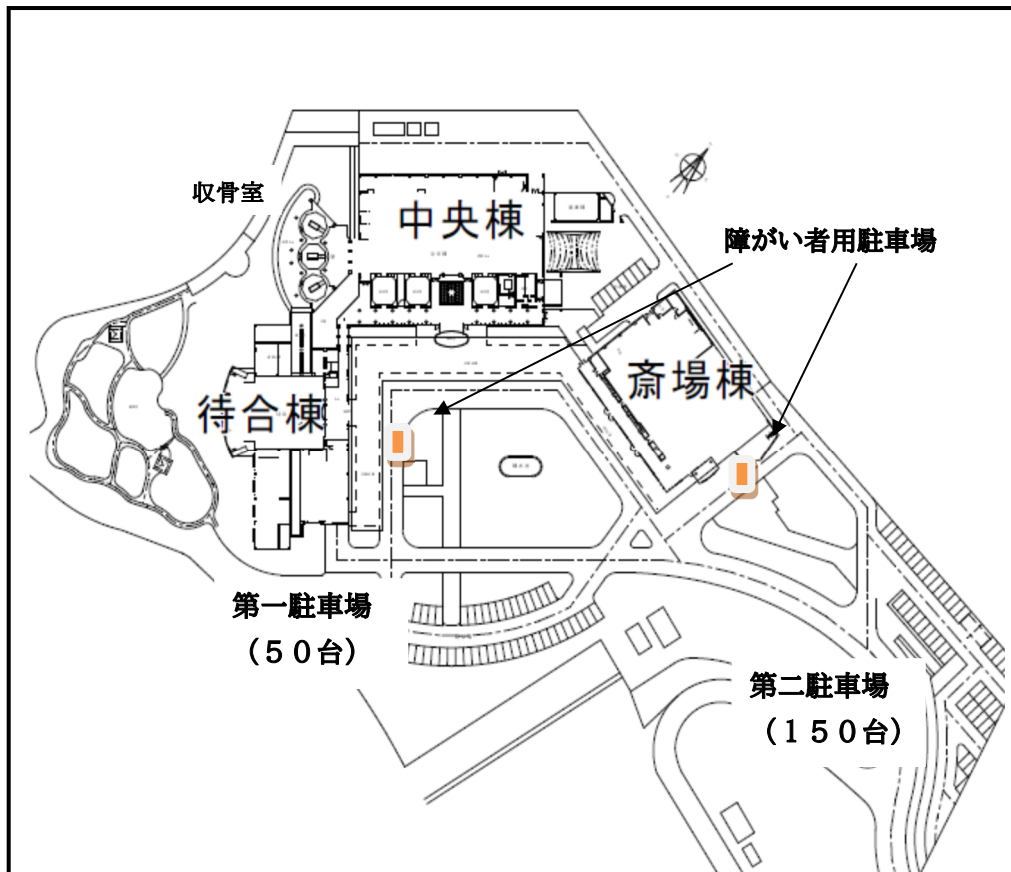 収骨室
中央棟
障がい者用駐車場
斎場棟
待合棟
第一駐車場
（５０台）
第二駐車場
（１５０台）